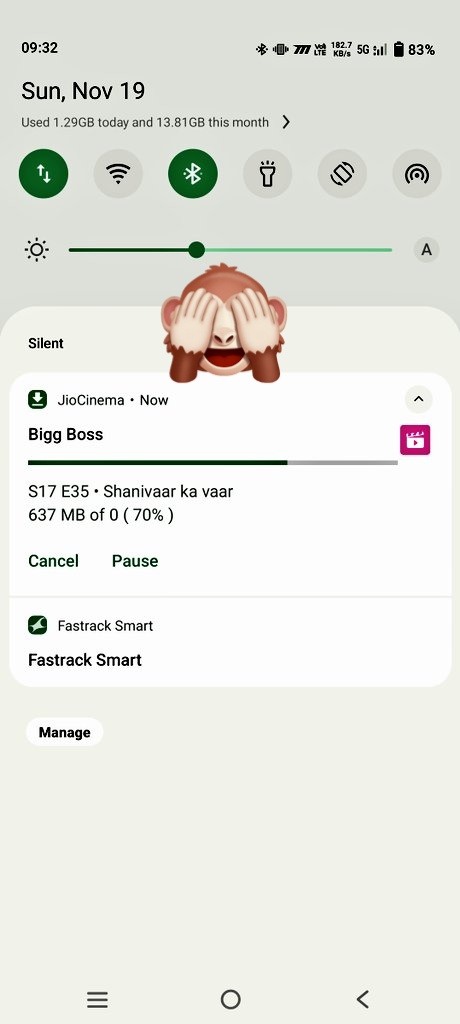 09:32
VoLTE 182.7 KB/s 5G 83%
Sun, Nov 19
Used 1.29GB today and 13.81GB this month
A
Silent
JioCinema • Now
Bigg Boss
S17 E35 • Shanivaar ka vaar
637 MB of 0 ( 70% )
Cancel Pause
Fastrack Smart
Fastrack Smart
Manage